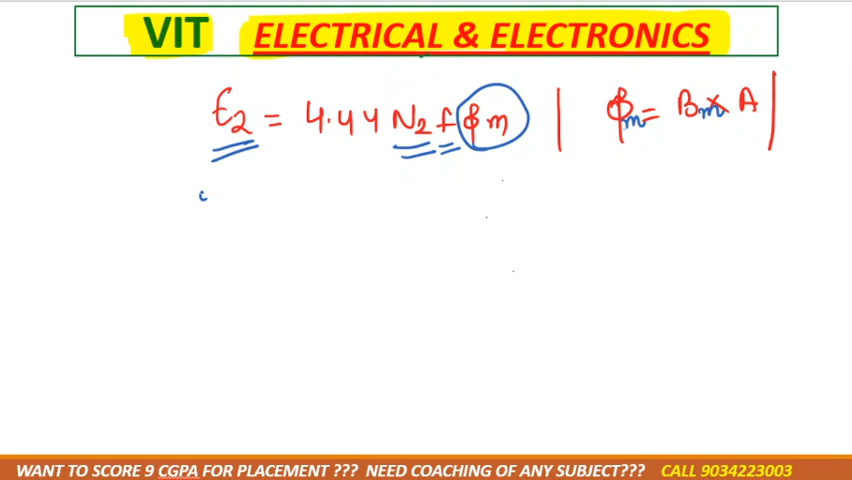 VIT ELECTRICAL & ELECTRONICS
E2 = 4.44 N2 f ϕm | ϕm = Bm × A |
WANT TO SCORE 9 CGPA FOR PLACEMENT ??? NEED COACHING OF ANY SUBJECT??? CALL 9034223003